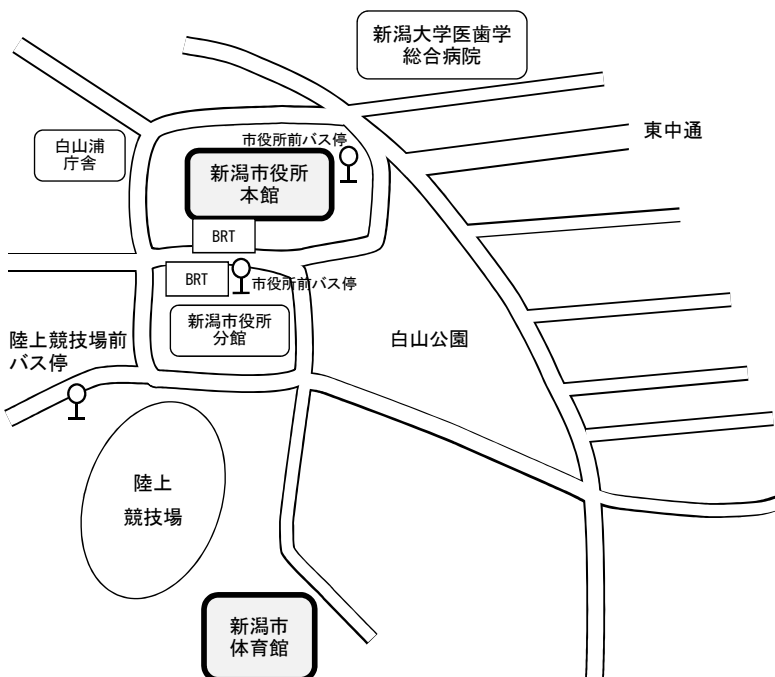 新潟大学医歯学
総合病院
東中通
市役所前バス停
白山浦
庁舎
新潟市役所
本館
BRT
BRT
市役所前バス停
新潟市役所
分館
陸上競技場前
バス停
白山公園
陸上
競技場
新潟市
体育館